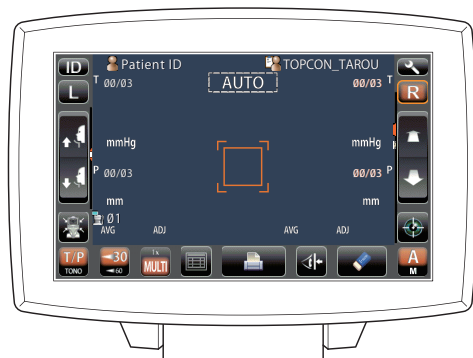 ID Patient ID TOPCON_TAROU
L T 00/03 AUTO 00/03 T R
mmHg mmHg
P 00/03 00/03 P
mm mm
01
AVG ADJ AVG ADJ
T/P 30 1x A
TONO 60 MULTI M